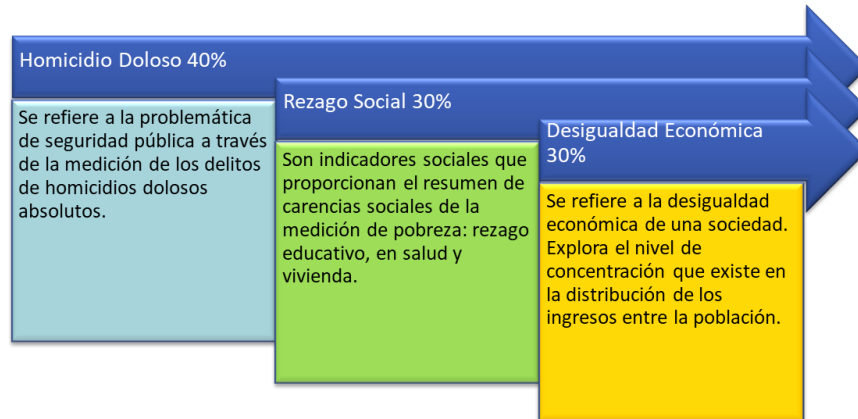 Homicidio Doloso 40%
Se refiere a la problemática
de seguridad pública a través
de la medición de los delitos
de homicidios dolosos
absolutos.
Rezago Social 30%
Son indicadores sociales que
proporcionan el resumen de
carencias sociales de la
medición de pobreza: rezago
educativo, en salud y
vivienda.
Desigualdad Económica
30%
Se refiere a la desigualdad
económica de una sociedad.
Explora el nivel de
concentración que existe en
la distribución de los
ingresos entre la población.